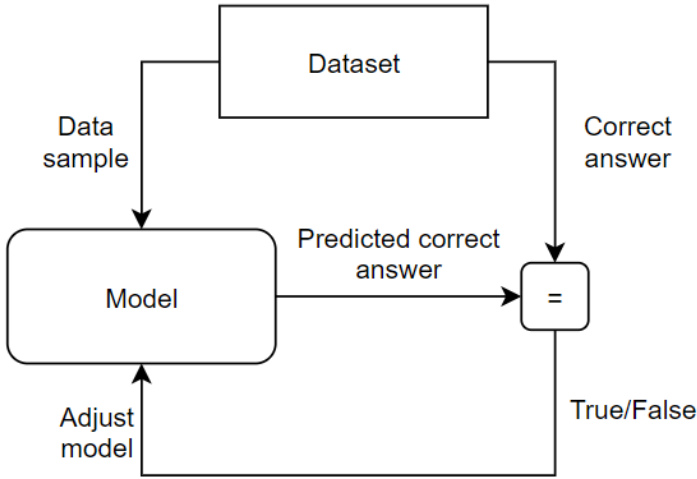 Dataset
Data
sample
Correct
answer
Predicted correct
answer
Model
=
True/False
Adjust
model